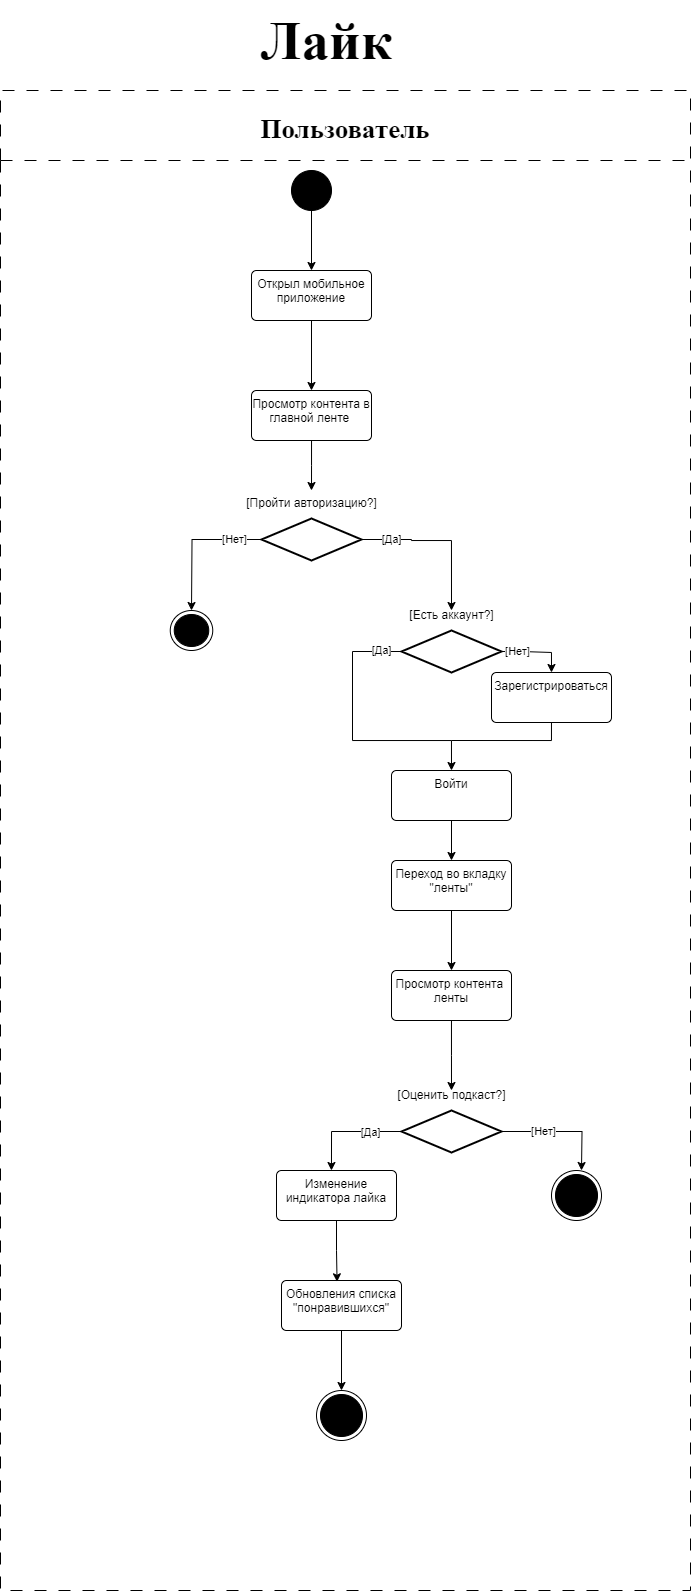 Лайк
Пользователь
Открыл мобильное
приложение
Просмотр контента в
главной ленте
[Пройти авторизацию?]
[Нет]
[Да]
[Есть аккаунт?]
[Да]
[Нет]
Зарегистрироваться
Войти
Переход во вкладку
"ленты"
Просмотр контента
ленты
[Оценить подкаст?]
[Да]
[Нет]
Изменение
индикатора лайка
Обновления списка
"понравившихся"